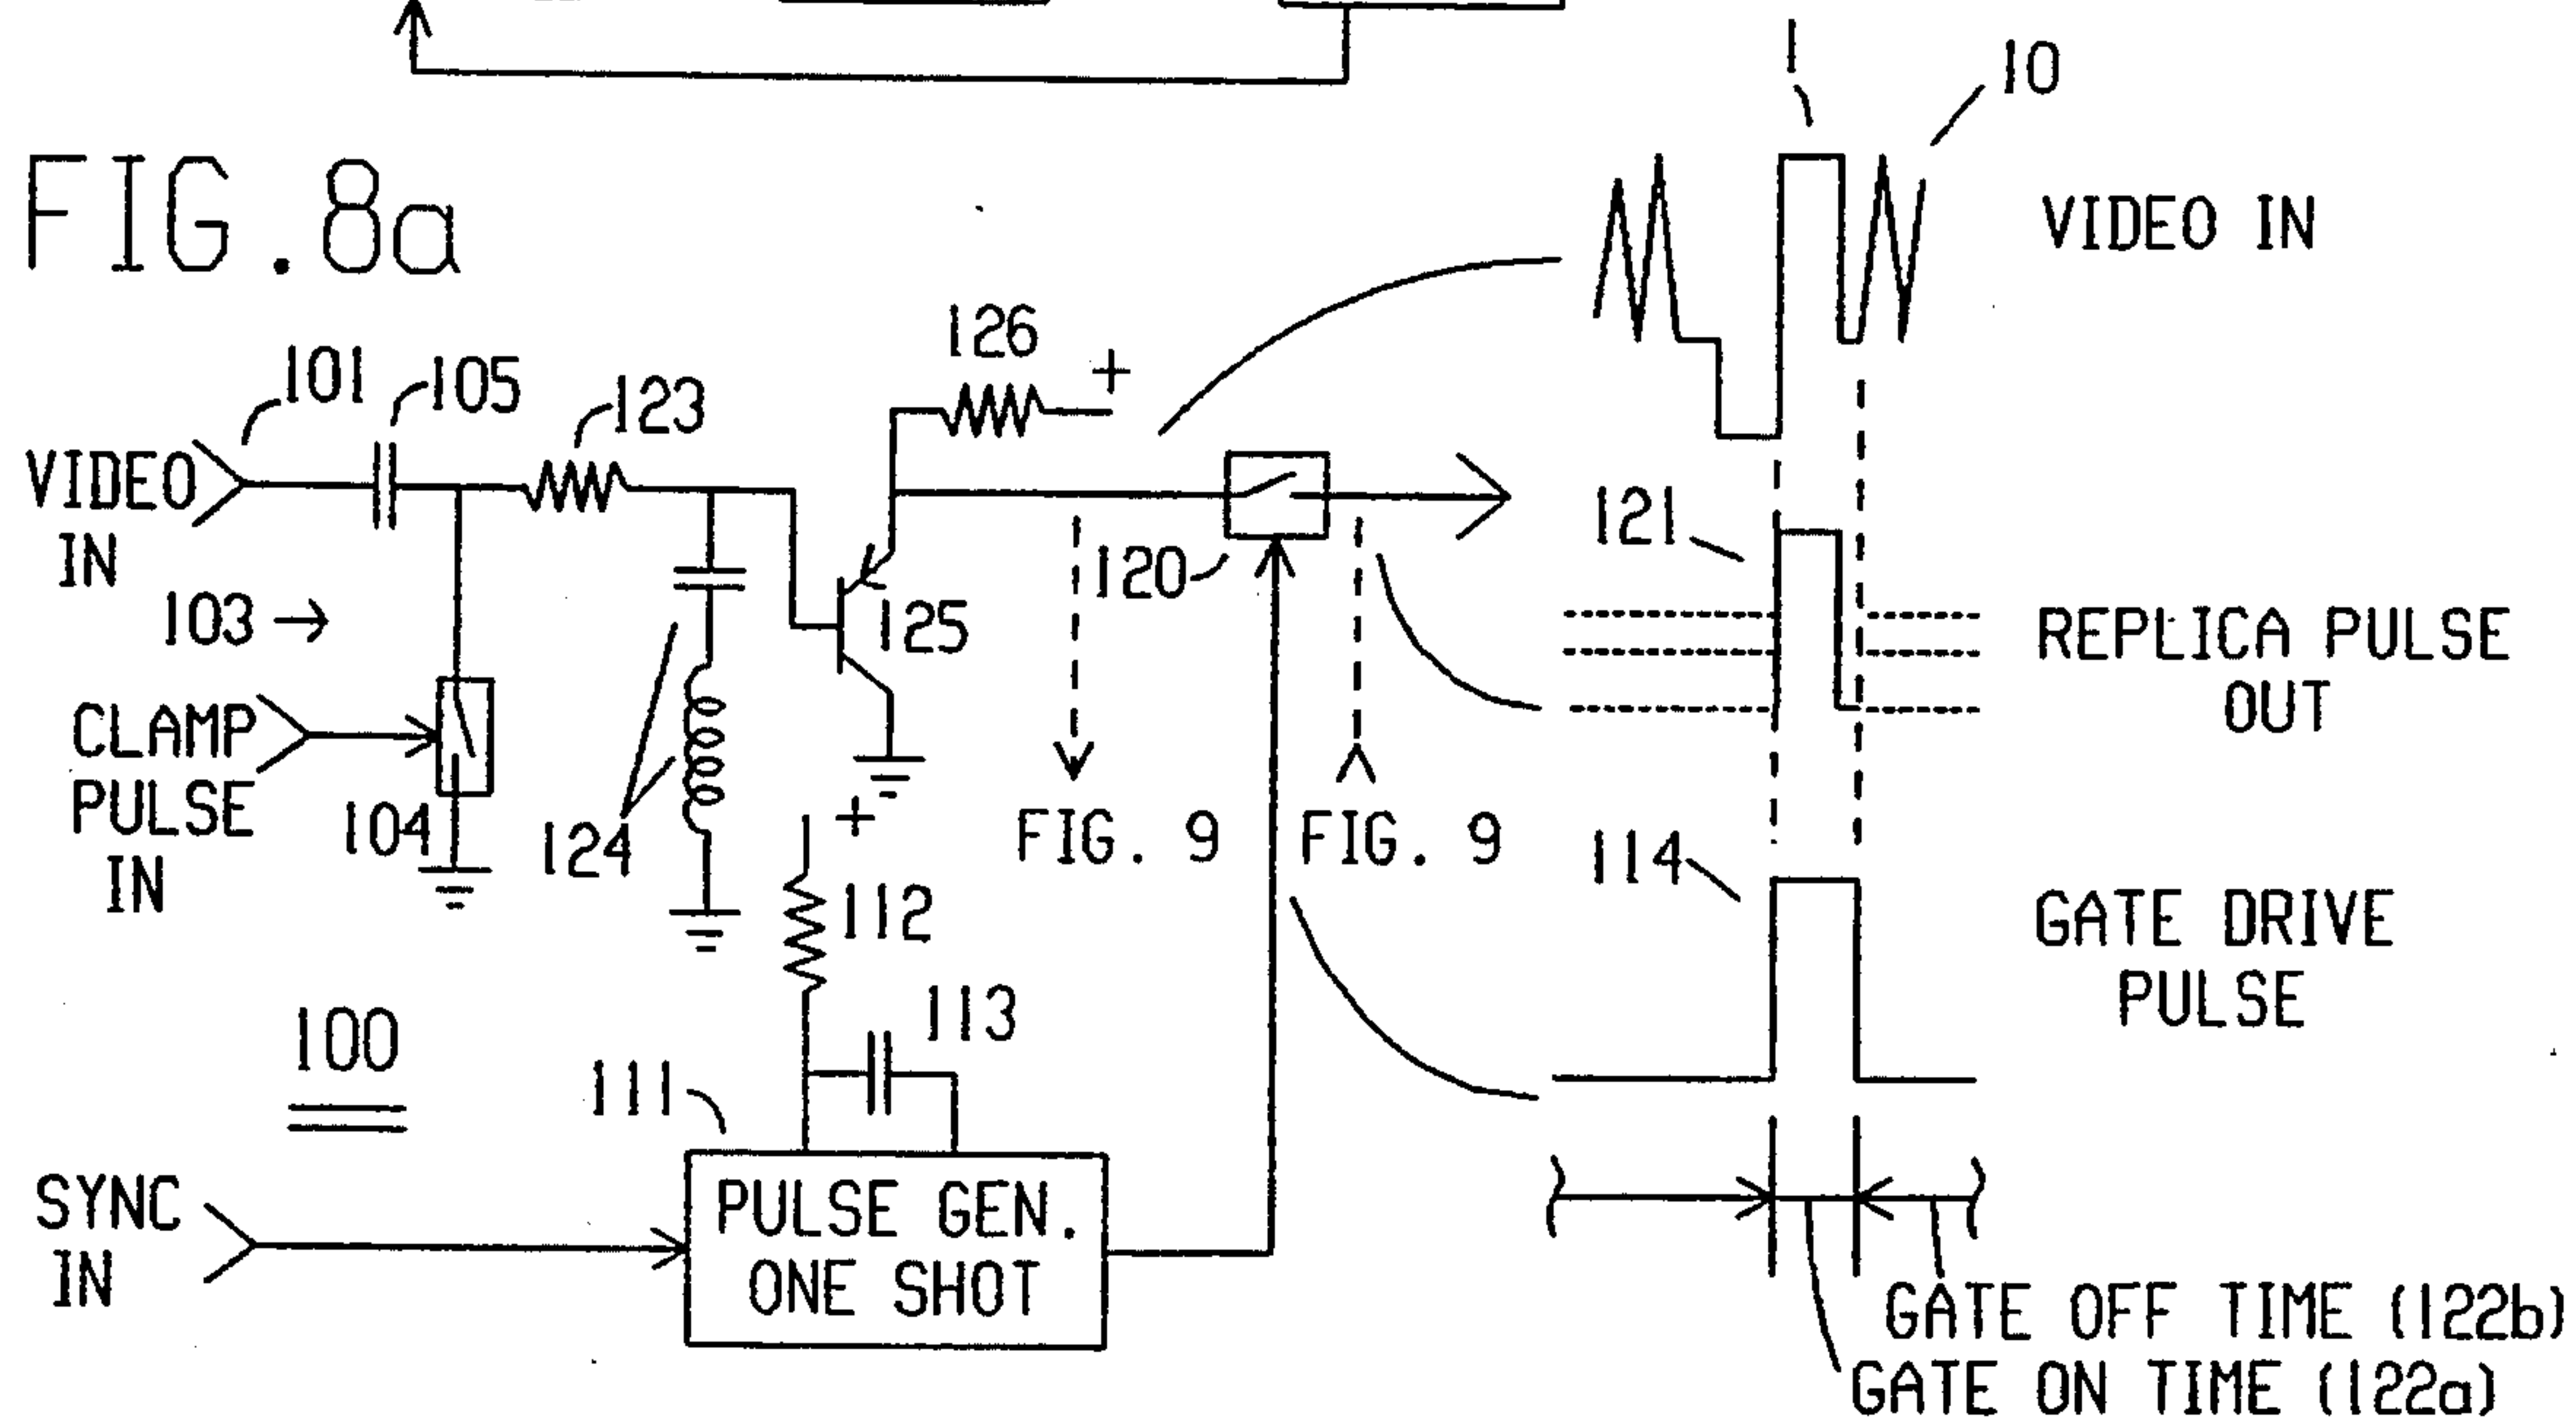 FIG.8a
1
10
VIDEO IN
101
105
123
126
+
VIDEO
IN
103
CLAMP
PULSE
IN
104
124
125
120
121
REPLICA PULSE
OUT
+
112
FIG. 9
FIG. 9
114
GATE DRIVE
PULSE
100
111
113
SYNC
IN
PULSE GEN.
ONE SHOT
GATE OFF TIME (122b)
GATE ON TIME (122a)